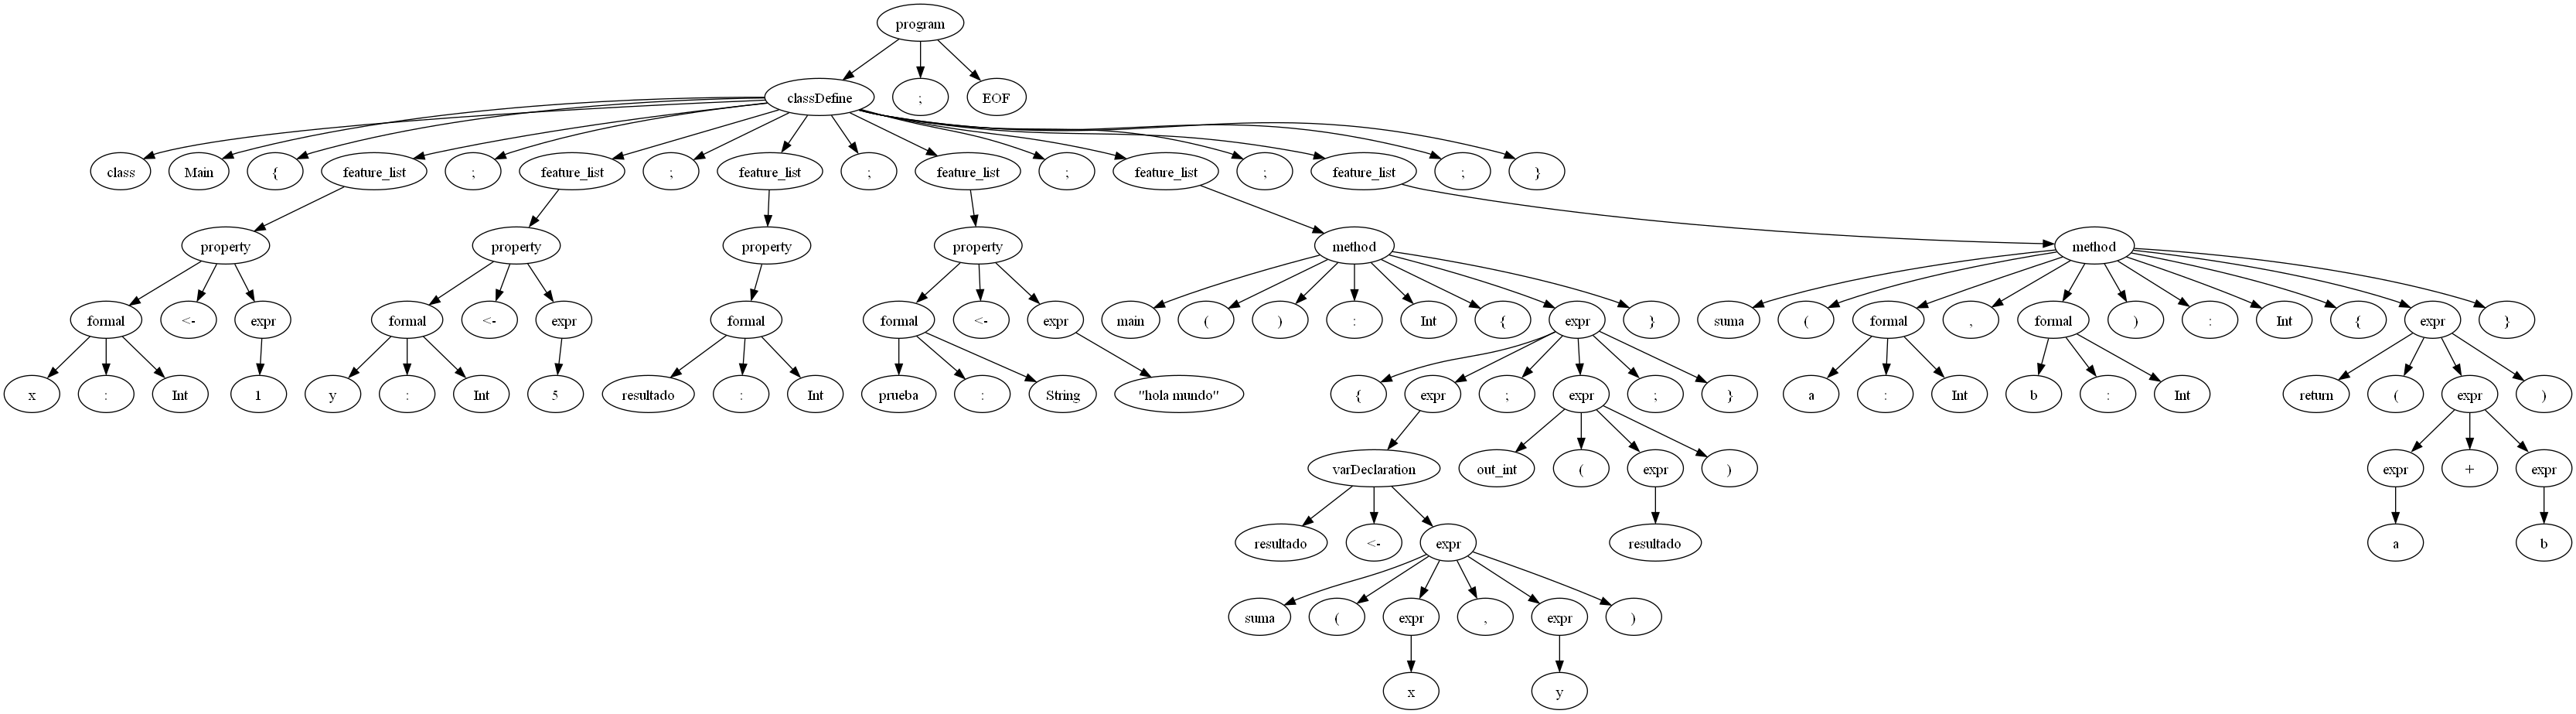 program
classDefine ; EOF
class Main { feature_list ; feature_list ; feature_list ; feature_list ; feature_list ; feature_list ; }
property property property property method method
formal <- expr formal <- expr formal formal <- expr main ( ) : Int { expr } suma ( formal , formal ) : Int { expr }
x : Int 1 y : Int 5 resultado : Int prueba : String "hola mundo" { expr ; expr ; } a : Int b : Int return ( expr )
varDeclaration out_int ( expr ) expr + expr
resultado <- expr resultado a b
suma ( expr , expr )
x y